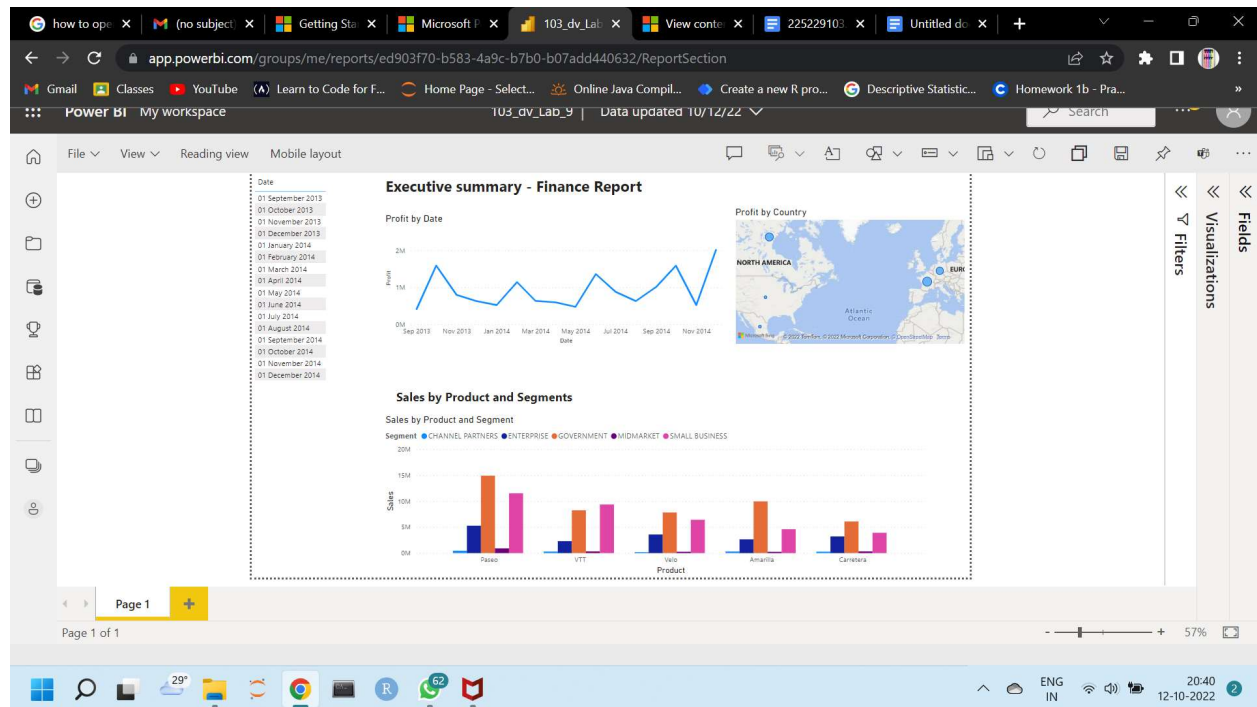 how to ope
(no subject)
Getting Sta
Microsoft P
103_dv_Lab
View conte
225229103
Untitled do
app.powerbi.com/groups/me/reports/ed903f70-b583-4a9c-b7b0-b07add440632/ReportSection
Gmail
Classes
YouTube
Learn to Code for F...
Home Page - Select...
Online Java Compil...
Create a new R pro...
Descriptive Statistic...
Homework 1b - Pra...
»
Power BI My workspace
103_dv_Lab_9 | Data updated 10/12/22
Search
File
View
Reading view
Mobile layout
Filters
Visualizations
Fields
Date
01 September 2013
01 October 2013
01 November 2013
01 December 2013
01 January 2014
01 February 2014
01 March 2014
01 April 2014
01 May 2014
01 June 2014
01 July 2014
01 August 2014
01 September 2014
01 October 2014
01 November 2014
01 December 2014
Executive summary - Finance Report
Profit by Date
2M
1M
0M
Profit
Sep 2013 Nov 2013 Jan 2014 Mar 2014 May 2014 Jul 2014 Sep 2014 Nov 2014
Date
Profit by Country
NORTH AMERICA
EURO
Atlantic
Ocean
Sales by Product and Segments
Sales by Product and Segment
Segment CHANNEL PARTNERS ENTERPRISE GOVERNMENT MIDMARKET SMALL BUSINESS
20M
15M
10M
5M
0M
Sales
Paseo VTT Velo Amarilla Carretera
Product
Page 1
+
Page 1 of 1
- + 57%
29°
R
62
ENG
IN
20:40
12-10-2022
2